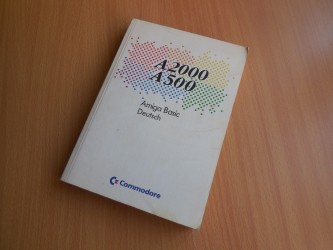 A2000
A500
Amiga Basic
Deutsch
Commodore